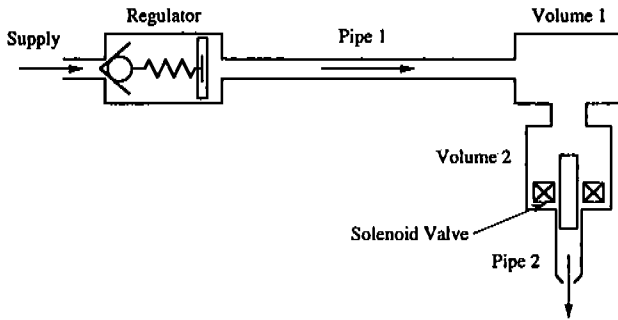 Regulator
Volume 1
Supply
Pipe 1
Volume 2
Solenoid Valve
Pipe 2